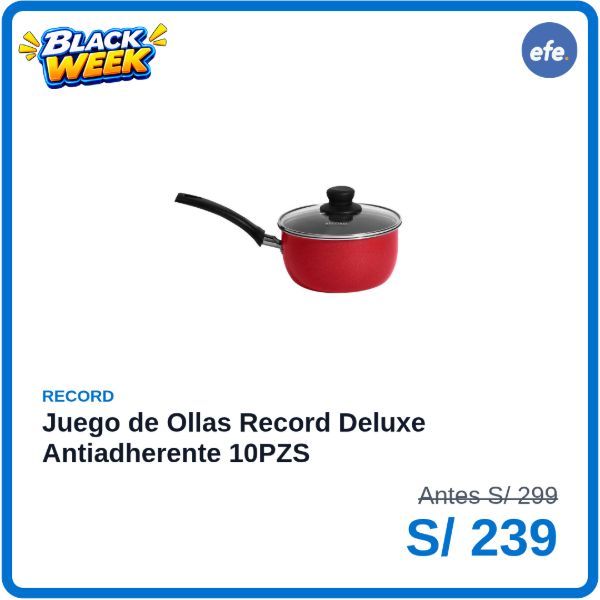 BLACK
WEEK
efe.
RECORD
Juego de Ollas Record Deluxe
Antiadherente 10PZS
Antes S/ 299
S/ 239